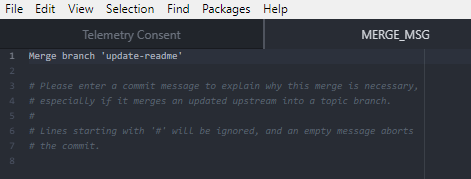 File Edit View Selection Find Packages Help
Telemetry Consent MERGE_MSG
1 Merge branch 'update-readme'
2
3 # Please enter a commit message to explain why this merge is necessary,
4 # especially if it merges an updated upstream into a topic branch.
5 #
6 # Lines starting with '#' will be ignored, and an empty message aborts
7 # the commit.
8